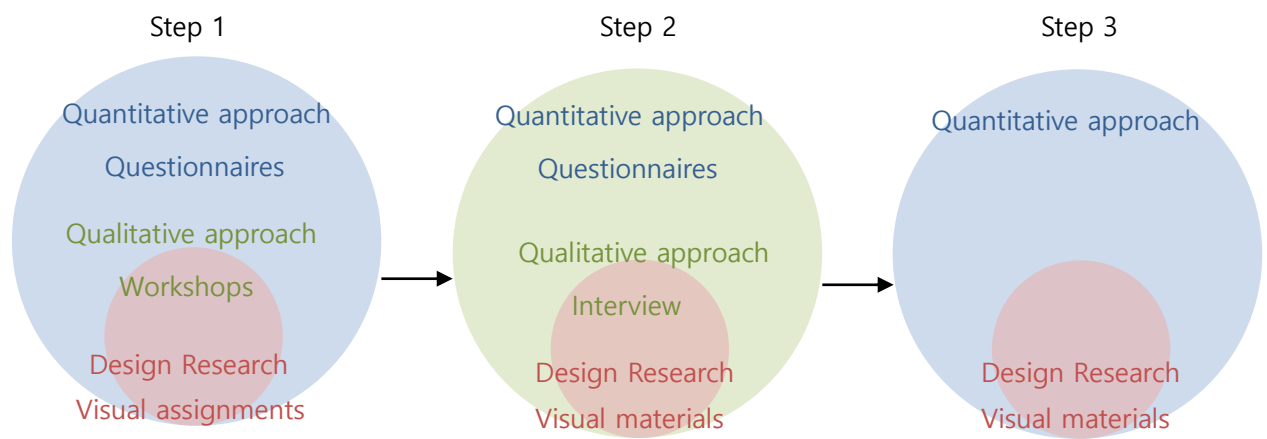 Step 1
Quantitative approach
Questionnaires
Qualitative approach
Workshops
Design Research
Visual assignments
Step 2
Quantitative approach
Questionnaires
Qualitative approach
Interview
Design Research
Visual materials
Step 3
Quantitative approach
Design Research
Visual materials